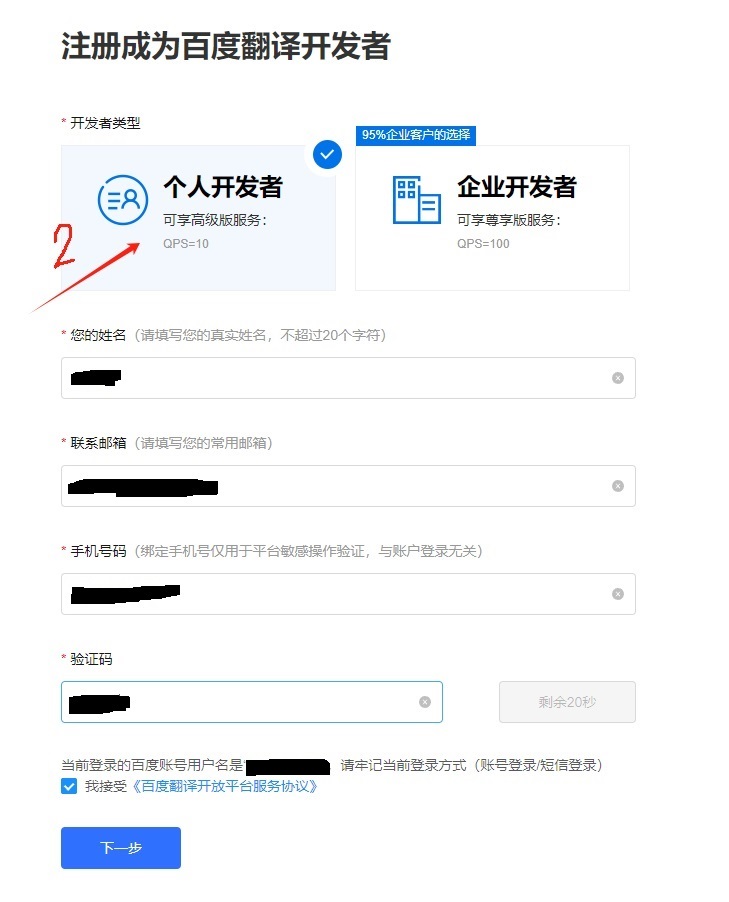 注册成为百度翻译开发者
* 开发者类型
95%企业客户的选择
个人开发者
可享高级版服务：
QPS=10
企业开发者
可享尊享版服务：
QPS=100
2
* 您的姓名（请填写您的真实姓名，不超过20个字符）
* 联系邮箱（请填写您的常用邮箱）
* 手机号码（绑定手机号仅用于平台敏感操作验证，与账户登录无关）
* 验证码
剩余20秒
当前登录的百度账号用户名是 请牢记当前登录方式（账号登录/短信登录）
我接受《百度翻译开放平台服务协议》
下一步